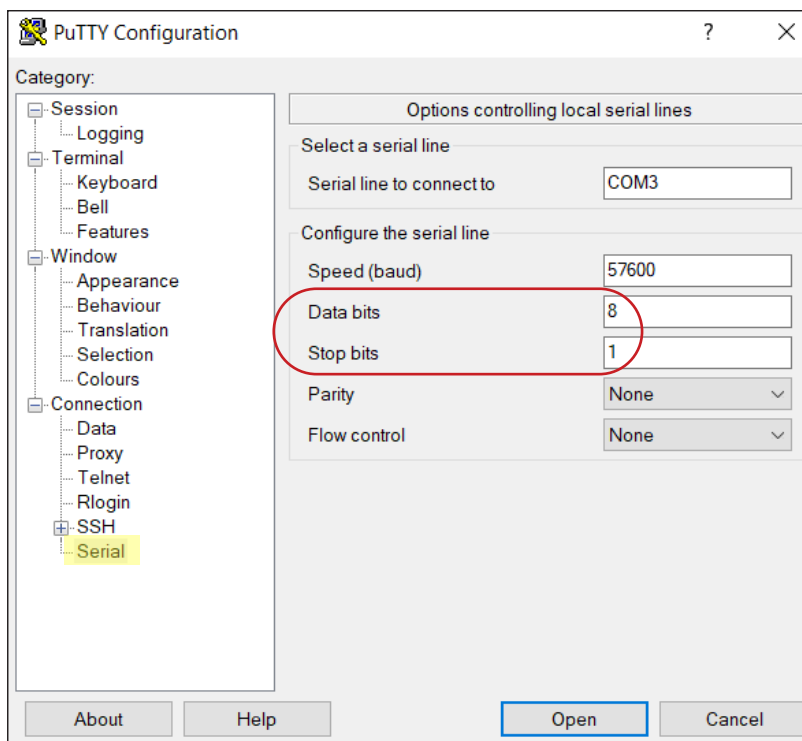 PuTTY Configuration
?
Category:
Session
Logging
Terminal
Keyboard
Bell
Features
Window
Appearance
Behaviour
Translation
Selection
Colours
Connection
Data
Proxy
Telnet
Rlogin
SSH
Serial
Options controlling local serial lines
Select a serial line
Serial line to connect to COM3
Configure the serial line
Speed (baud) 57600
Data bits 8
Stop bits 1
Parity None
Flow control None
About Help Open Cancel